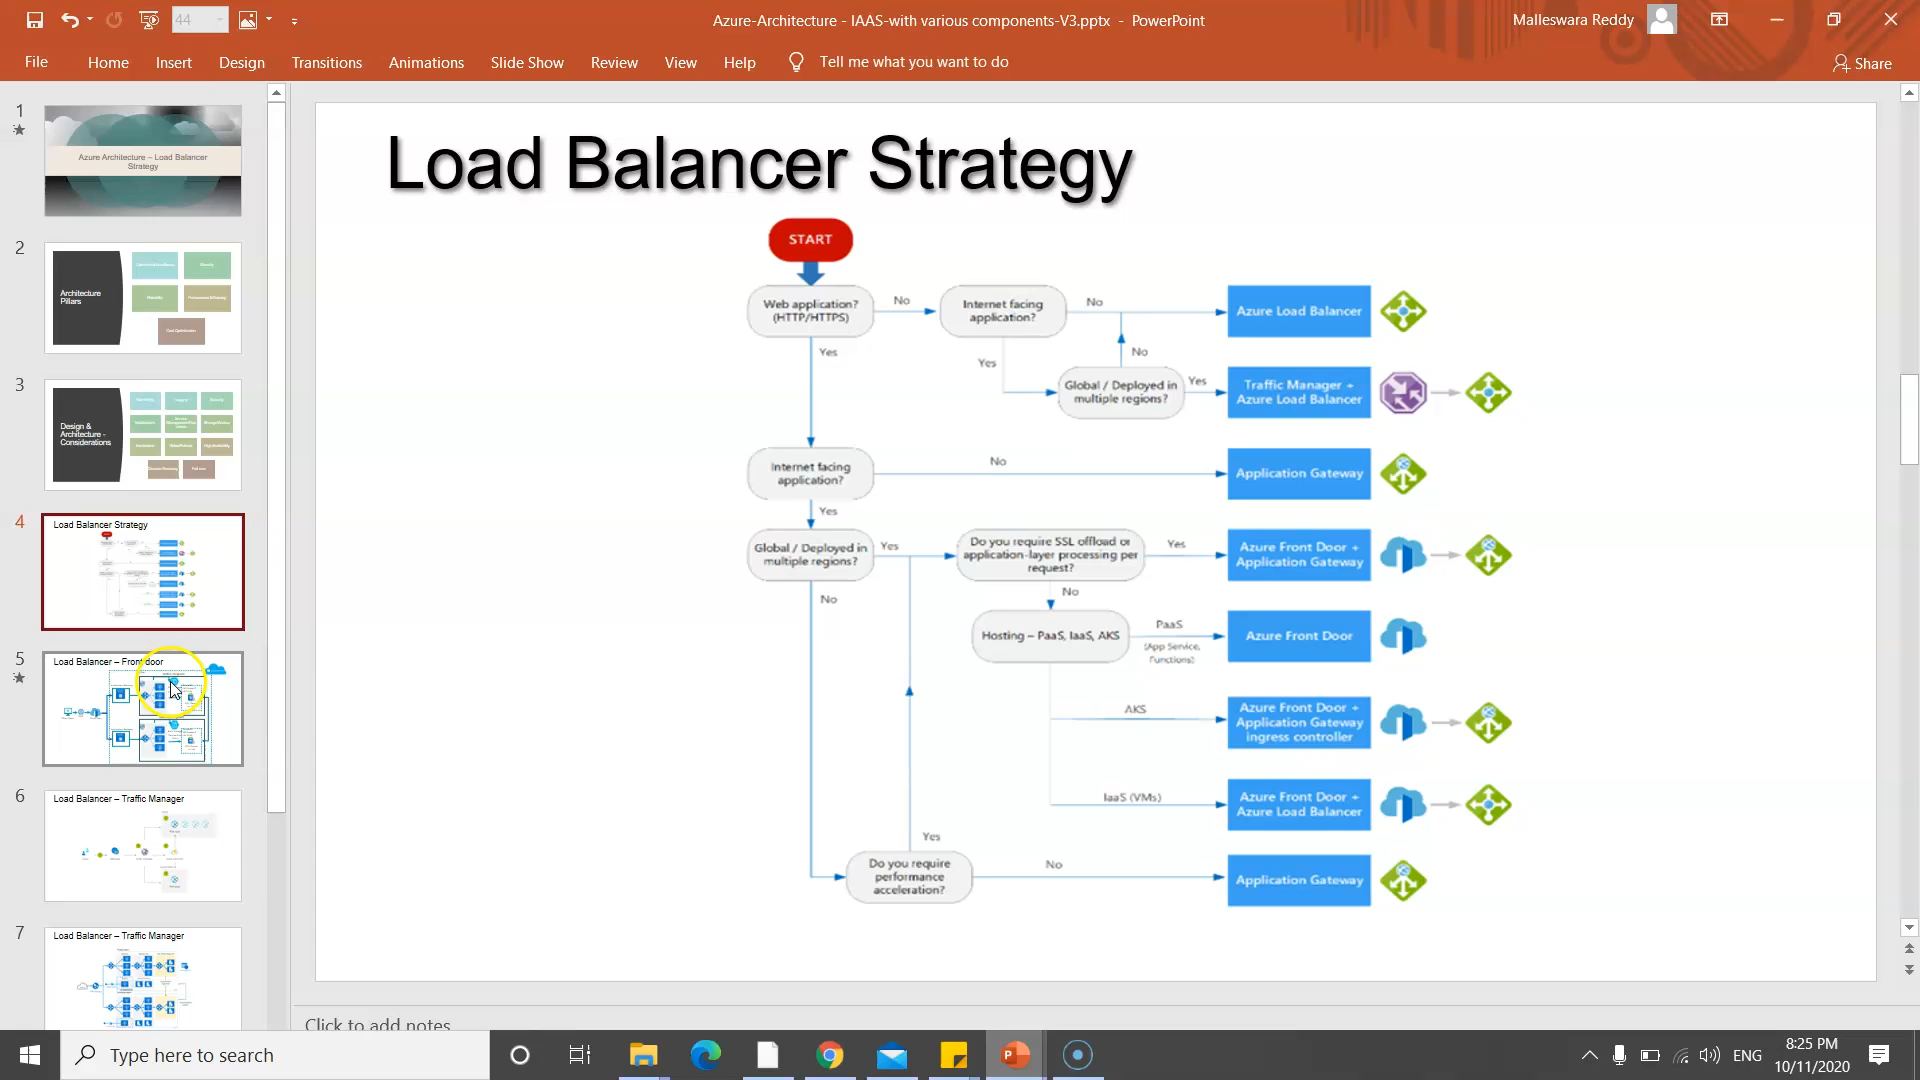 44
Azure-Architecture - IAAS-with various components-V3.pptx - PowerPoint
Malleswara Reddy
File
Home
Insert
Design
Transitions
Animations
Slide Show
Review
View
Help
Tell me what you want to do
Share
1
Azure Architecture – Load Balancer
Strategy
2
Architecture
Pillars
3
Design &
Architecture -
Considerations
4
Load Balancer Strategy
5
Load Balancer – Front door
6
Load Balancer – Traffic Manager
7
Load Balancer – Traffic Manager
Load Balancer Strategy
START
Web application?
(HTTP/HTTPS)
No
Internet facing
application?
No
Azure Load Balancer
Yes
Yes
No
Global / Deployed in
multiple regions?
Yes
Traffic Manager +
Azure Load Balancer
Internet facing
application?
No
Application Gateway
Yes
Global / Deployed in
multiple regions?
Yes
Do you require SSL offload or
application-layer processing per
request?
Yes
Azure Front Door +
Application Gateway
No
No
Hosting – PaaS, IaaS, AKS
PaaS
(App Service,
Functions)
Azure Front Door
AKS
Azure Front Door +
Application Gateway
ingress controller
IaaS (VMs)
Azure Front Door +
Azure Load Balancer
Yes
Do you require
performance
acceleration?
No
Application Gateway
Click to add notes
Type here to search
ENG
8:25 PM
10/11/2020